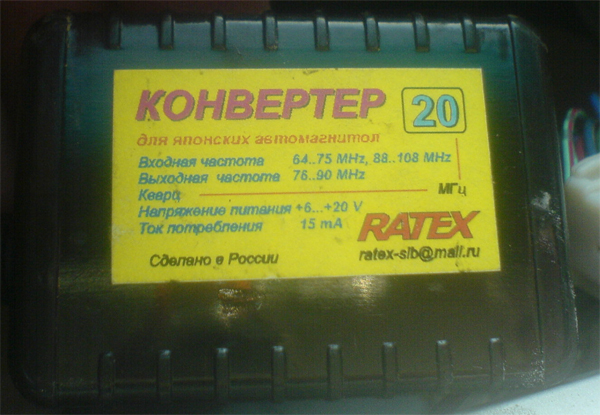 КОНВЕРТЕР 20
для японских автомагнитол
Входная частота 64..75 MHz, 88..108 MHz
Выходная частота 76..90 MHz
Кварц МГц
Напряжение питания +6...+20 V
Ток потребления 15 mA
RATEX
Сделано в России ratex-sib@mail.ru